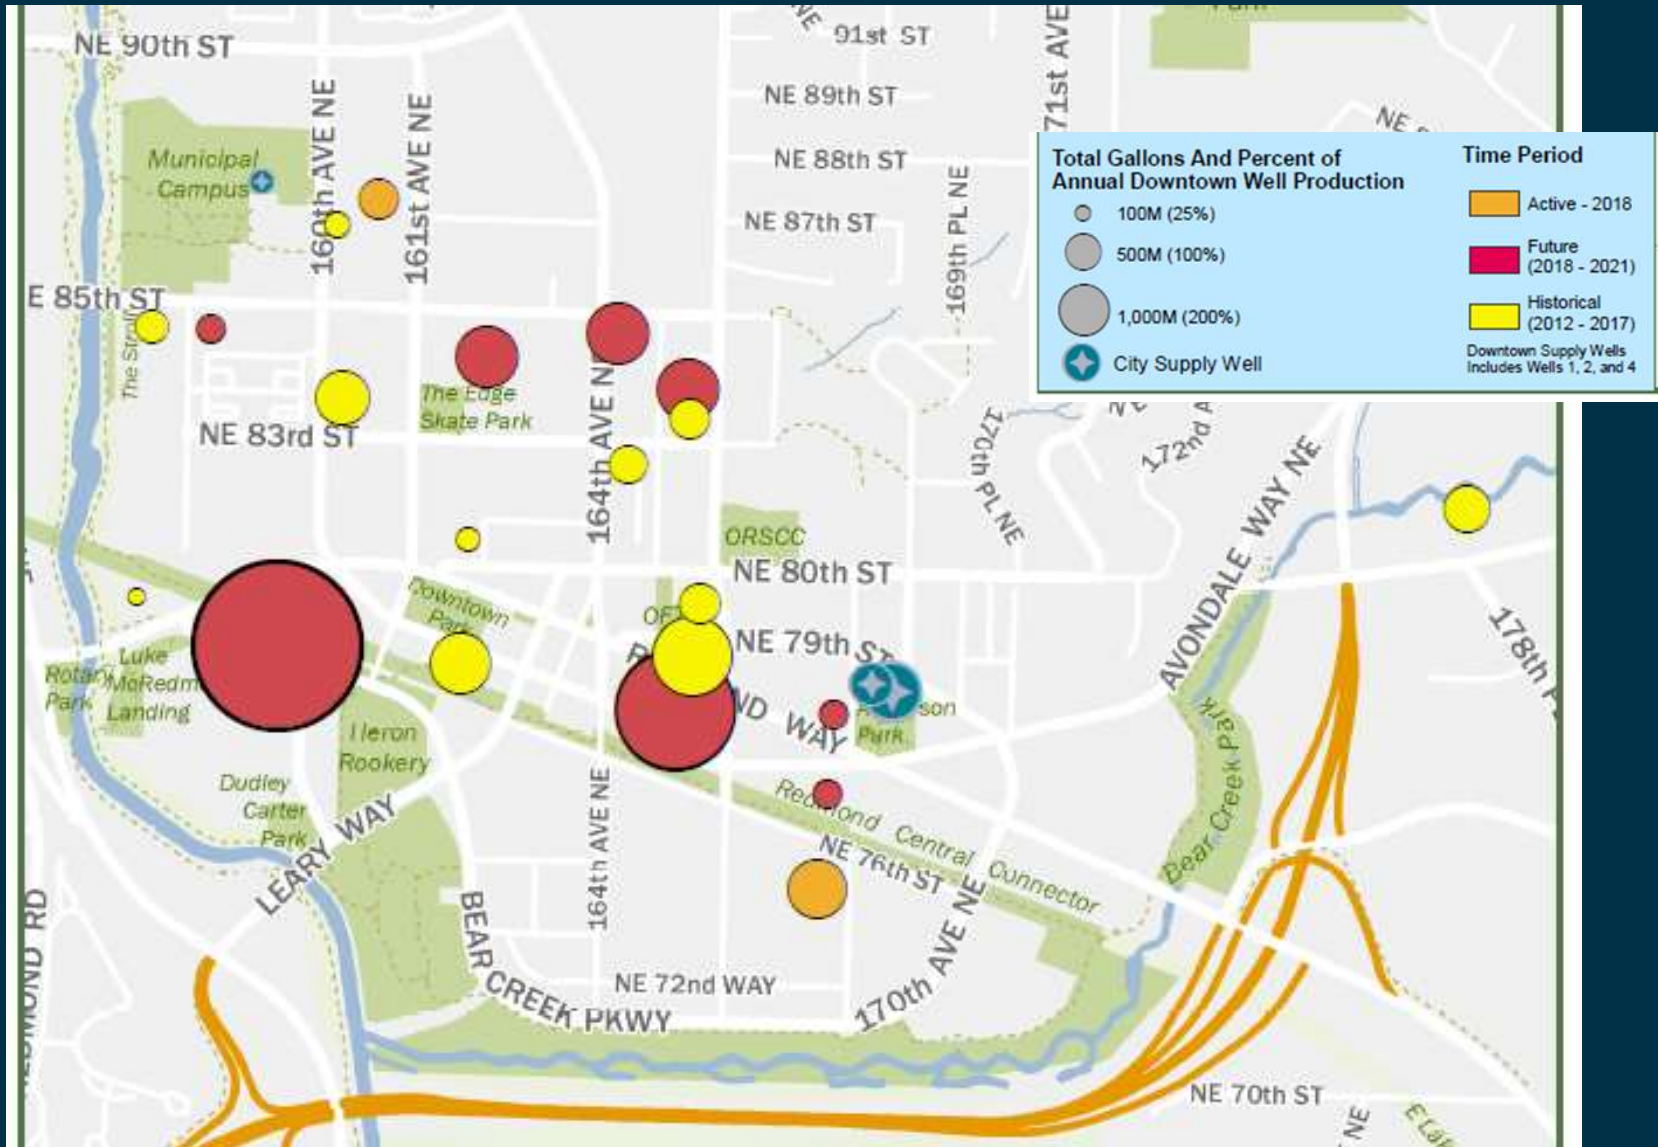 NE 90th ST
91st ST
NE
NE 89th ST
NE 88th ST
NE 87th ST
160th AVE NE
161st AVE NE
71st AVE
169th PL NE
Municipal
Campus
Total Gallons And Percent of
Annual Downtown Well Production
100M (25%)
500M (100%)
1,000M (200%)
City Supply Well
Time Period
Active - 2018
Future
(2018 - 2021)
Historical
(2012 - 2017)
Downtown Supply Wells
Includes Wells 1, 2, and 4
E 85th ST
The Edge
Skate Park
NE 83rd ST
164th AVE N
170th PL NE
172nd A
AVONDALE WAY NE
ORSCC
NE 80th ST
Downtown
Park
NE 79th ST
ND WAY
178th P
Luke
McRedm
Landing
Rotary
Park
Heron
Rookery
son
Park
Dudley
Carter
Park
LEARY WAY
Redmond Central Connector
NE 76th ST
164th AVE NE
BEAR CREEK PKWY
NE 72nd WAY
170th AVE NE
Bear Creek Park
EDMOND RD
NE 70th ST
NE